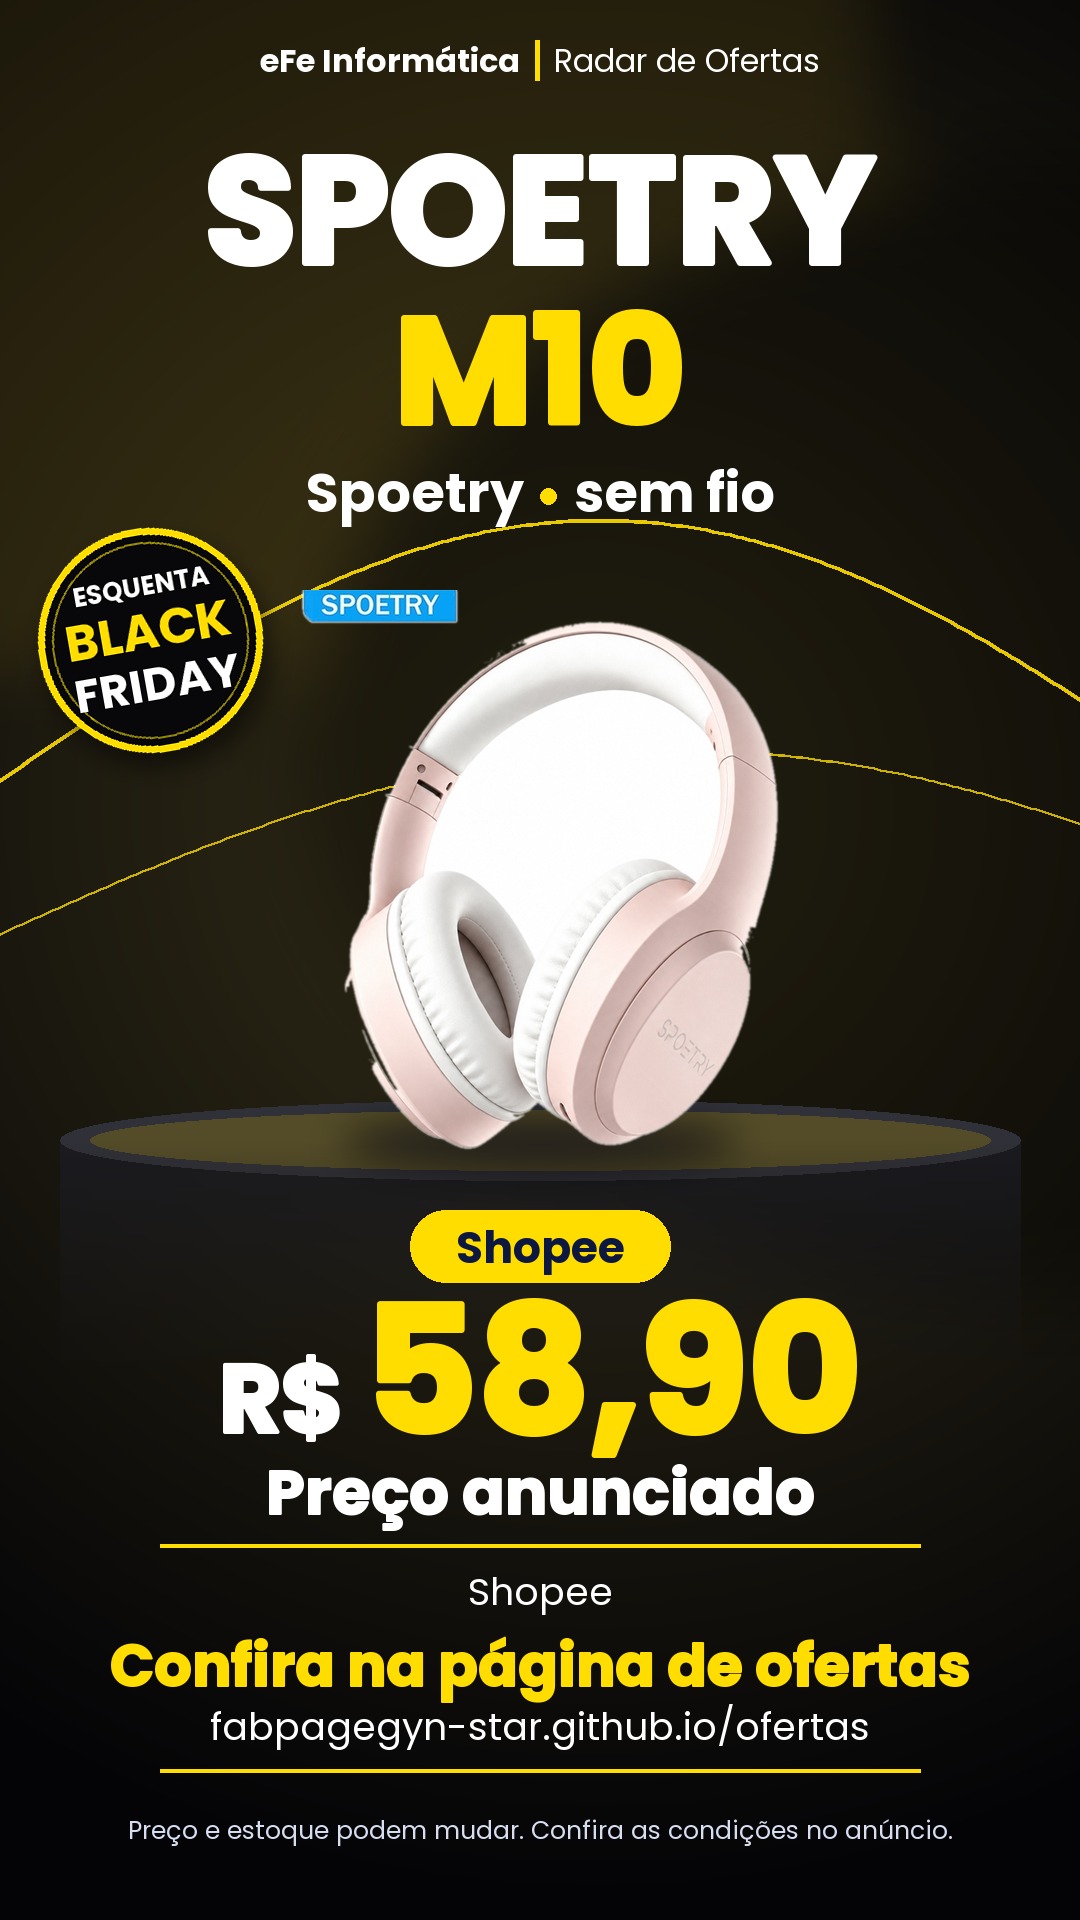 eFe Informática | Radar de Ofertas
SPOETRY
M10
Spoetry • sem fio
ESQUENTA
BLACK
FRIDAY
SPOETRY
SPOETRY
Shopee
R$ 58,90
Preço anunciado
Shopee
Confira na página de ofertas
fabpagegyn-star.github.io/ofertas
Preço e estoque podem mudar. Confira as condições no anúncio.